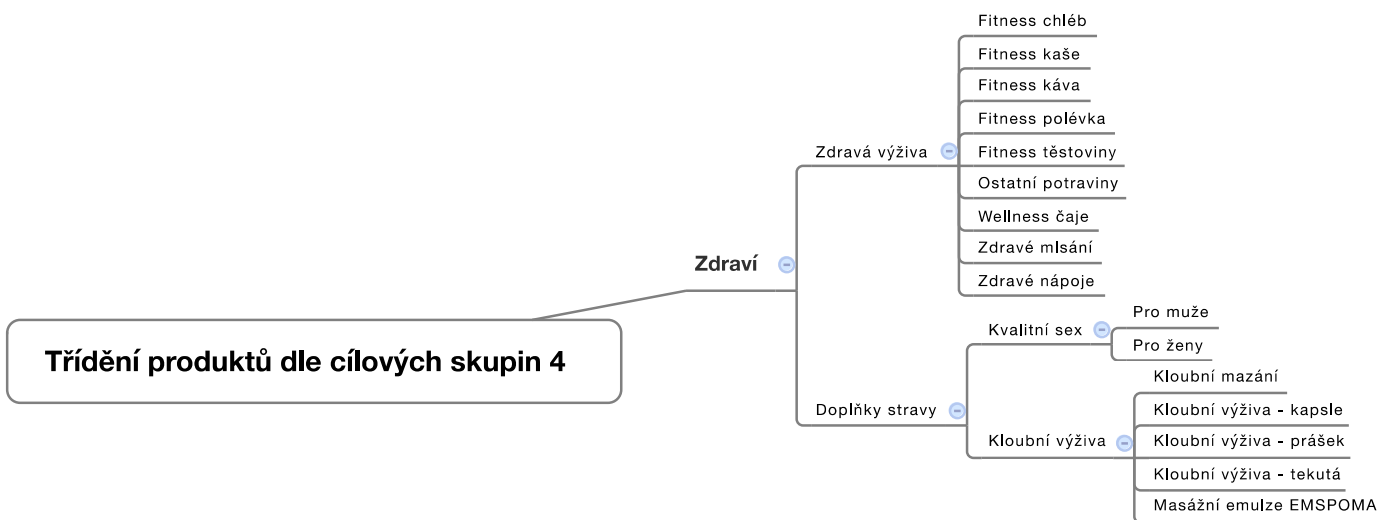 Třídění produktů dle cílových skupin 4
Zdraví
Zdravá výživa
Fitness chléb
Fitness kaše
Fitness káva
Fitness polévka
Fitness těstoviny
Ostatní potraviny
Wellness čaje
Zdravé mlsání
Zdravé nápoje
Doplňky stravy
Kvalitní sex
Pro muže
Pro ženy
Kloubní výživa
Kloubní mazání
Kloubní výživa - kapsle
Kloubní výživa - prášek
Kloubní výživa - tekutá
Masážní emulze EMSPOMA